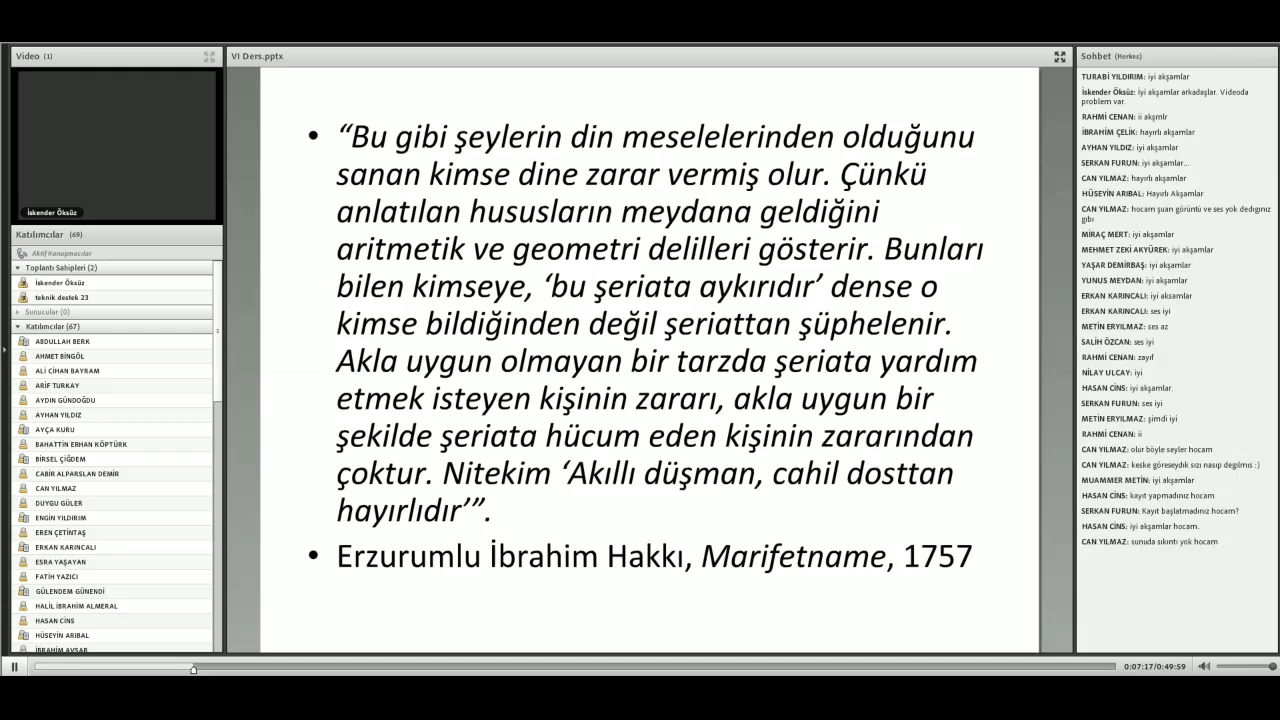 Video (1)
İskender Öksüz
Katılımcılar (69)
Aktif Konuşmacılar
Toplantı Sahipleri (2)
İskender Öksüz
teknik destek 23
Sunucular (0)
Katılımcılar (67)
ABDULLAH BERK
AHMET BİNGÖL
ALİ CİHAN BAYRAM
ARİF TURKAY
AYDIN GÜNDOĞDU
AYHAN YILDIZ
AYÇA KURU
BAHATTİN ERHAN KÖPTÜRK
BİRSEL ÇİĞDEM
CABİR ALPARSLAN DEMİR
CAN YILMAZ
DUYGU GÜLER
ENGİN YILDIRIM
EREN ÇETİNTAŞ
ERKAN KARINCALI
ESRA YAŞAYAN
FATİH YAZICI
GÜLENDEM GÜNENDİ
HALİL İBRAHİM ALMERAL
HASAN CİNS
HÜSEYİN ARIBAL
İBRAHİM AVŞAR
VI Ders.pptx
• “Bu gibi şeylerin din meselelerinden olduğunu
sanan kimse dine zarar vermiş olur. Çünkü
anlatılan hususların meydana geldiğini
aritmetik ve geometri delilleri gösterir. Bunları
bilen kimseye, ‘bu şeriata aykırıdır’ dense o
kimse bildiğinden değil şeriattan şüphelenir.
Akla uygun olmayan bir tarzda şeriata yardım
etmek isteyen kişinin zararı, akla uygun bir
şekilde şeriata hücum eden kişinin zararından
çoktur. Nitekim ‘Akıllı düşman, cahil dosttan
hayırlıdır’”.
• Erzurumlu İbrahim Hakkı, Marifetname, 1757
Sohbet (Herkes)
TURABİ YILDIRIM: iyi akşamlar
İskender Öksüz: İyi akşamlar arkadaşlar. Videoda
problem var.
RAHMİ CENAN: ii akşmlr
İBRAHİM ÇELİK: hayırlı akşamlar
AYHAN YILDIZ: iyi akşamlar
SERKAN FURUN: iyi akşamlar...
CAN YILMAZ: hayırlı akşamlar
HÜSEYİN ARIBAL: Hayırlı Akşamlar
CAN YILMAZ: hocam şuan görüntü ve ses yok dedıgınız
gıbı
MİRAÇ MERT: iyi akşamlar
MEHMET ZEKİ AKYÜREK: iyi akşamlar
YAŞAR DEMİRBAŞ: iyi akşamlar
YUNUS MEYDAN: iyi akşamlar
ERKAN KARINCALI: iyi aksamlar
ERKAN KARINCALI: ses iyi
METİN ERYILMAZ: ses az
SALİH ÖZCAN: ses iyi
RAHMİ CENAN: zayıf
NİLAY ULCAY: iyi
HASAN CİNS: iyi akşamlar.
SERKAN FURUN: ses iyi
METİN ERYILMAZ: şimdi iyi
RAHMİ CENAN: ii
CAN YILMAZ: olur böyle seyler hocam
CAN YILMAZ: keske göreseydık sızı nasıp degılmıs :)
MUAMMER METİN: iyi akşamlar
HASAN CİNS: kayıt yapmadınız hocam
SERKAN FURUN: Kayıt başlatmadınız hocam?
HASAN CİNS: iyi akşamlar hocam.
CAN YILMAZ: sunuda sıkıntı yok hocam
0:07:17/0:49:59